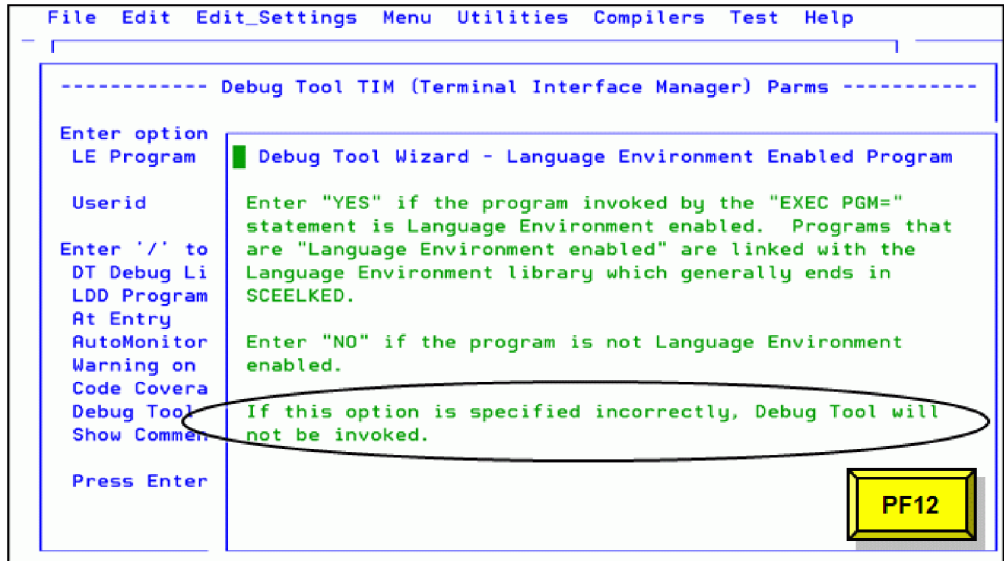 File Edit Edit_Settings Menu Utilities Compilers Test Help
------------ Debug Tool TIM (Terminal Interface Manager) Parms -----------
Enter option
LE Program
Userid
Enter '/' to
DT Debug Li
LDD Program
At Entry
AutoMonitor
Warning on
Code Covera
Debug Tool
Show Commen
Press Enter
Debug Tool Wizard - Language Environment Enabled Program
Enter "YES" if the program invoked by the "EXEC PGM="
statement is Language Environment enabled. Programs that
are "Language Environment enabled" are linked with the
Language Environment library which generally ends in
SCEELKED.
Enter "NO" if the program is not Language Environment
enabled.
If this option is specified incorrectly, Debug Tool will
not be invoked.
PF12